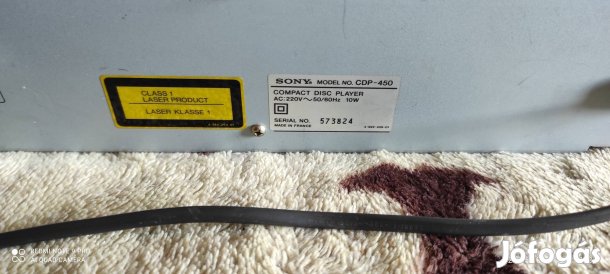 CLASS 1
LASER PRODUCT
LASER KLASSE 1
SONY® MODEL NO. CDP-450
COMPACT DISC PLAYER
AC:220V~50/60Hz 10W
SERIAL NO. 573824
MADE IN FRANCE
REDMI NOTE 9 PRO
AI QUAD CAMERA
Jófogás